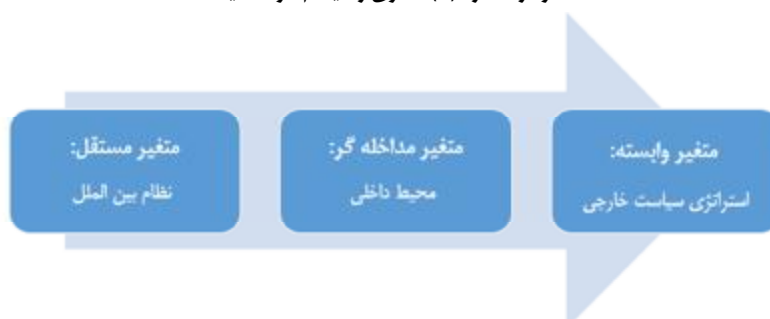 متغیر مستقل:
نظام بین الملل
متغیر مداخله گر:
محیط داخلی
متغیر وابسته:
استراتژی سیاست خارجی